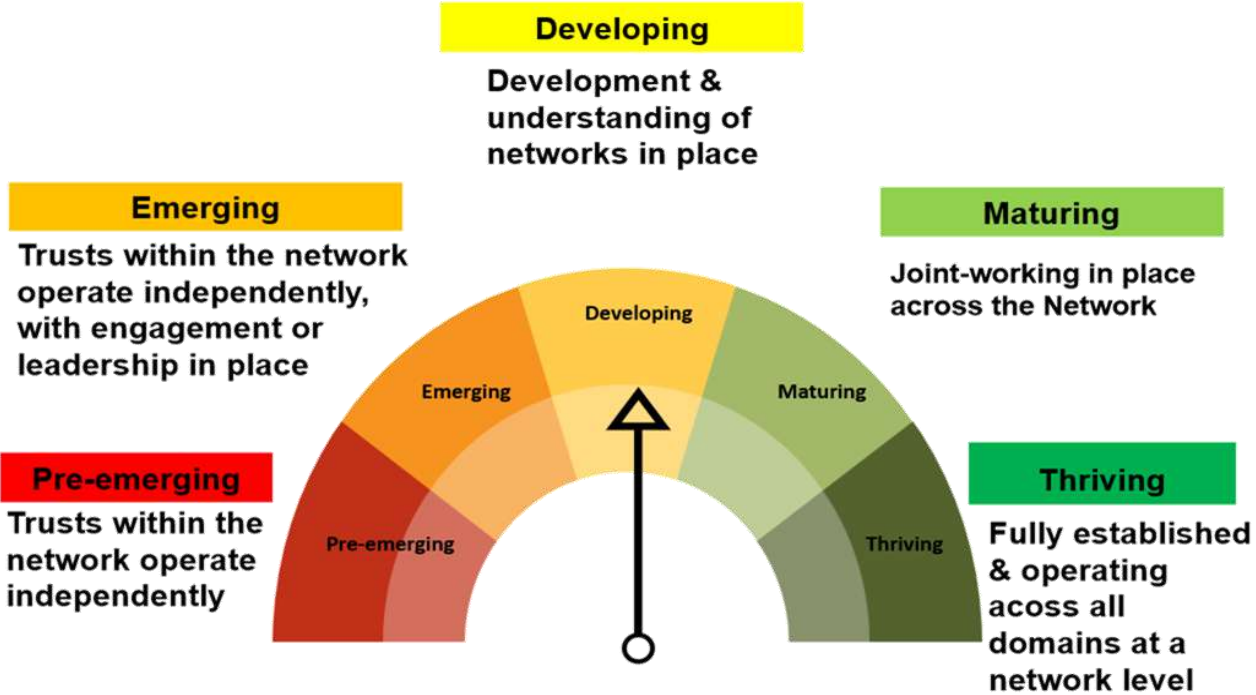 Developing
Development &
understanding of
networks in place
Emerging
Trusts within the network
operate independently,
with engagement or
leadership in place
Maturing
Joint-working in place
across the Network
Pre-emerging
Trusts within the
network operate
independently
Thriving
Fully established
& operating
acoss all
domains at a
network level
Developing
Emerging
Maturing
Pre-emerging
Thriving